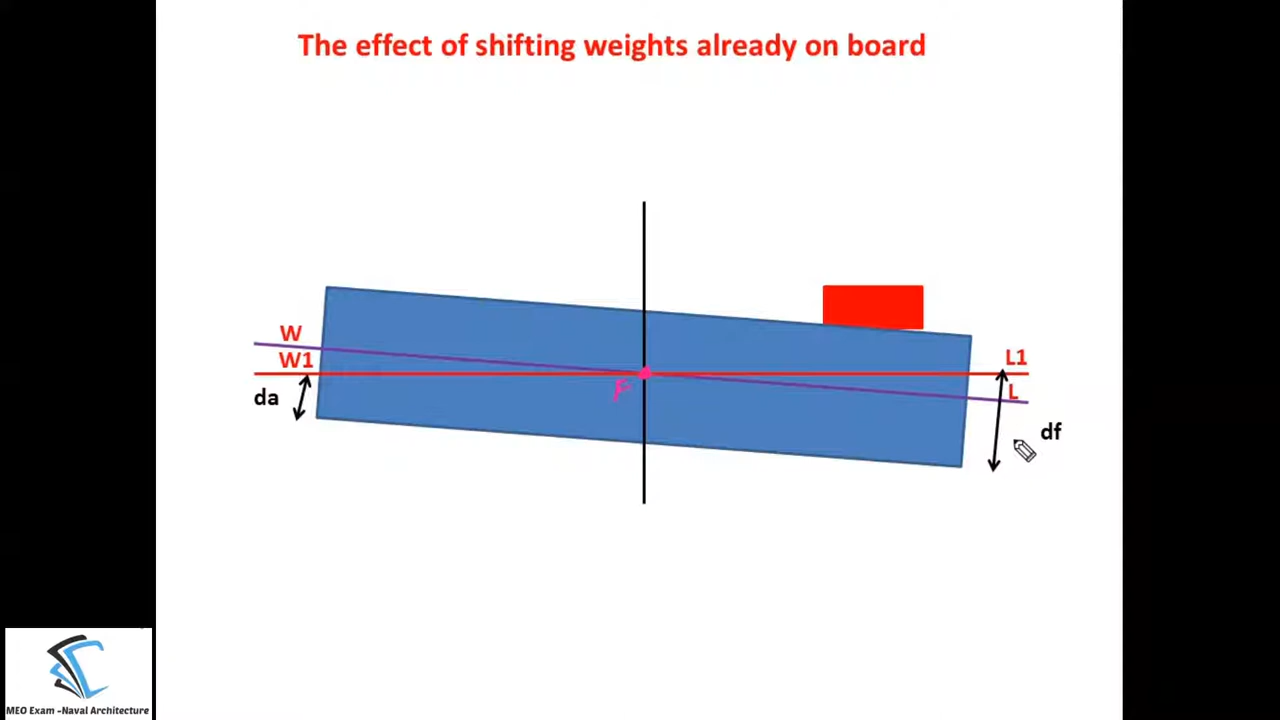 The effect of shifting weights already on board
W
W1
L1
L
da
df
F
MEO Exam -Naval Architecture